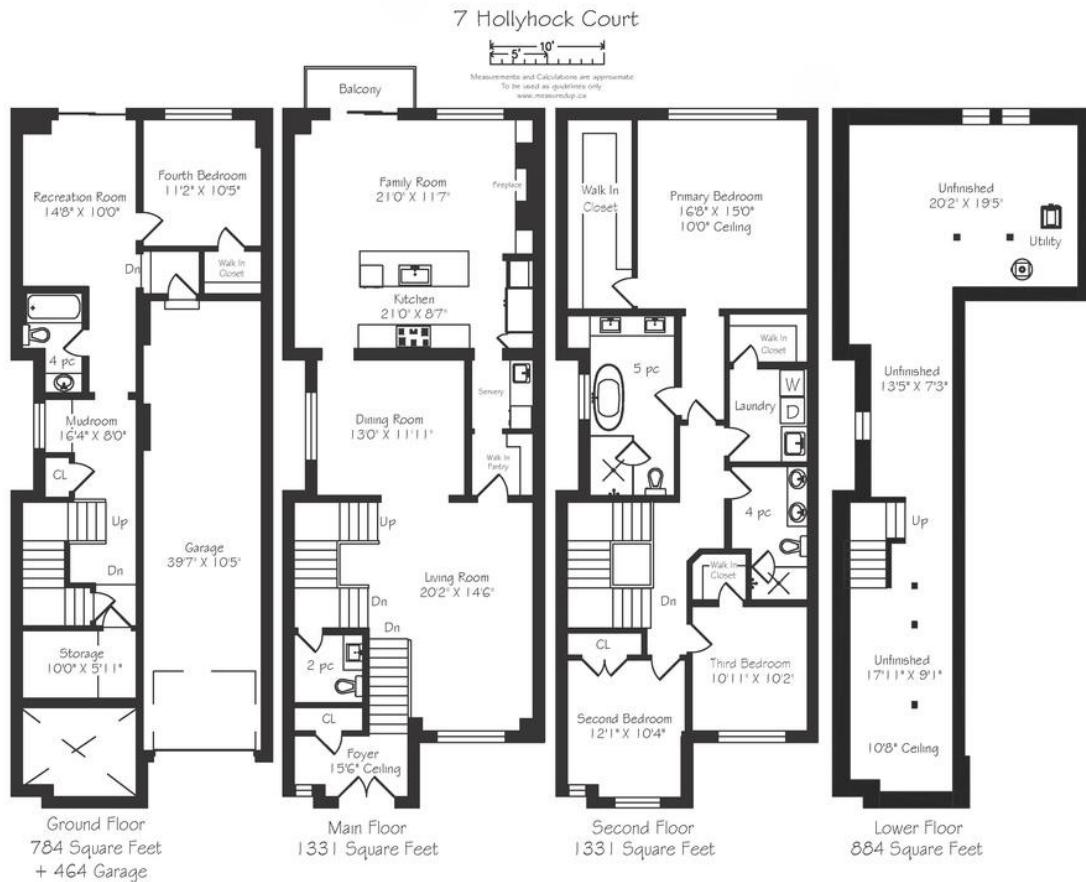 7 Hollyhock Court
10'
5'
Measurements and Calculations are approximate
To be used as guidelines only
www.measuredup.ca
Recreation Room
14'8" X 10'0"
Fourth Bedroom
11'2" X 10'5"
Walk In
Closet
Dn
4 pc
Mudroom
16'4" X 8'0"
CL
Up
Dn
Garage
39'7" X 10'5"
Storage
10'0" X 5'11"
Ground Floor
784 Square Feet
+ 464 Garage
Balcony
Family Room
21'0" X 11'7"
Fireplace
Kitchen
21'0" X 8'7"
Servery
Dining Room
13'0" X 11'11"
Walk In
Pantry
Up
Dn
Living Room
20'2" X 14'6"
Dn
2 pc
CL
Foyer
15'6" Ceiling
Main Floor
1331 Square Feet
Walk In
Closet
Primary Bedroom
16'8" X 15'0"
10'0" Ceiling
5 pc
Walk In
Closet
Laundry
W
D
4 pc
Walk In
Closet
Dn
CL
Third Bedroom
10'11" X 10'2"
Second Bedroom
12'1" X 10'4"
Second Floor
1331 Square Feet
Unfinished
20'2" X 19'5"
Utility
Unfinished
13'5" X 7'3"
Up
Unfinished
17'11" X 9'1"
10'8" Ceiling
Lower Floor
884 Square Feet